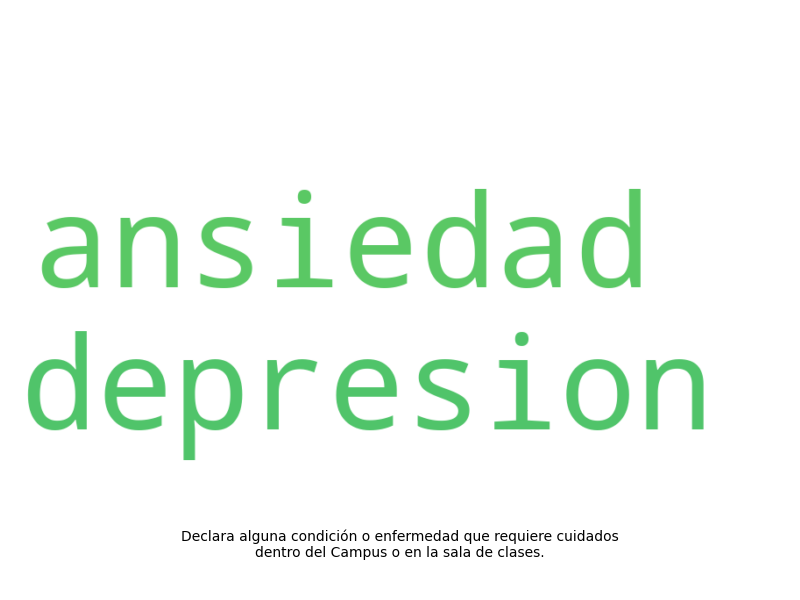 ansiedad
depresion
Declara alguna condición o enfermedad que requiere cuidados
dentro del Campus o en la sala de clases.